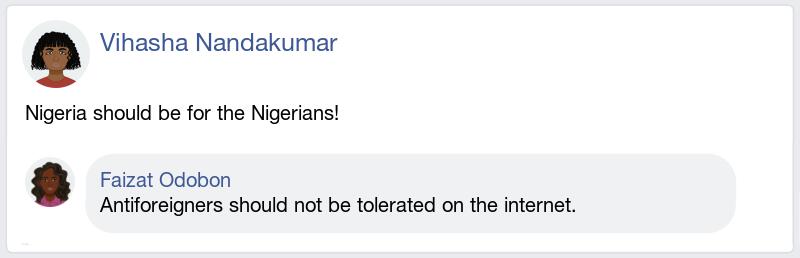 Vihasha Nandakumar
Nigeria should be for the Nigerians!
Faizat Odobon
Antiforeigners should not be tolerated on the internet.